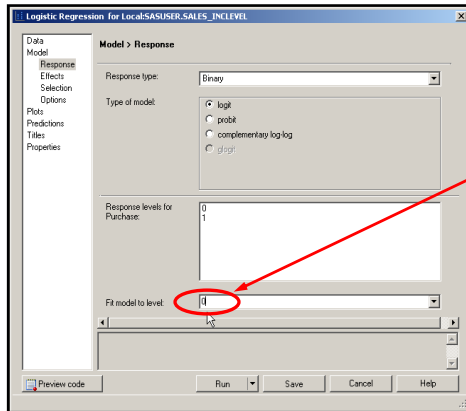 Logistic Regression for Local:SASUSER.SALES_INCLEVEL
Data
Model
Response
Effects
Selection
Options
Plots
Predictions
Titles
Properties
Model > Response
Response type:
Binary
Type of model:
logit
probit
complementary log-log
glogit
Response levels for
Purchase:
0
1
Fit model to level:
0
Preview code
Run
Save
Cancel
Help